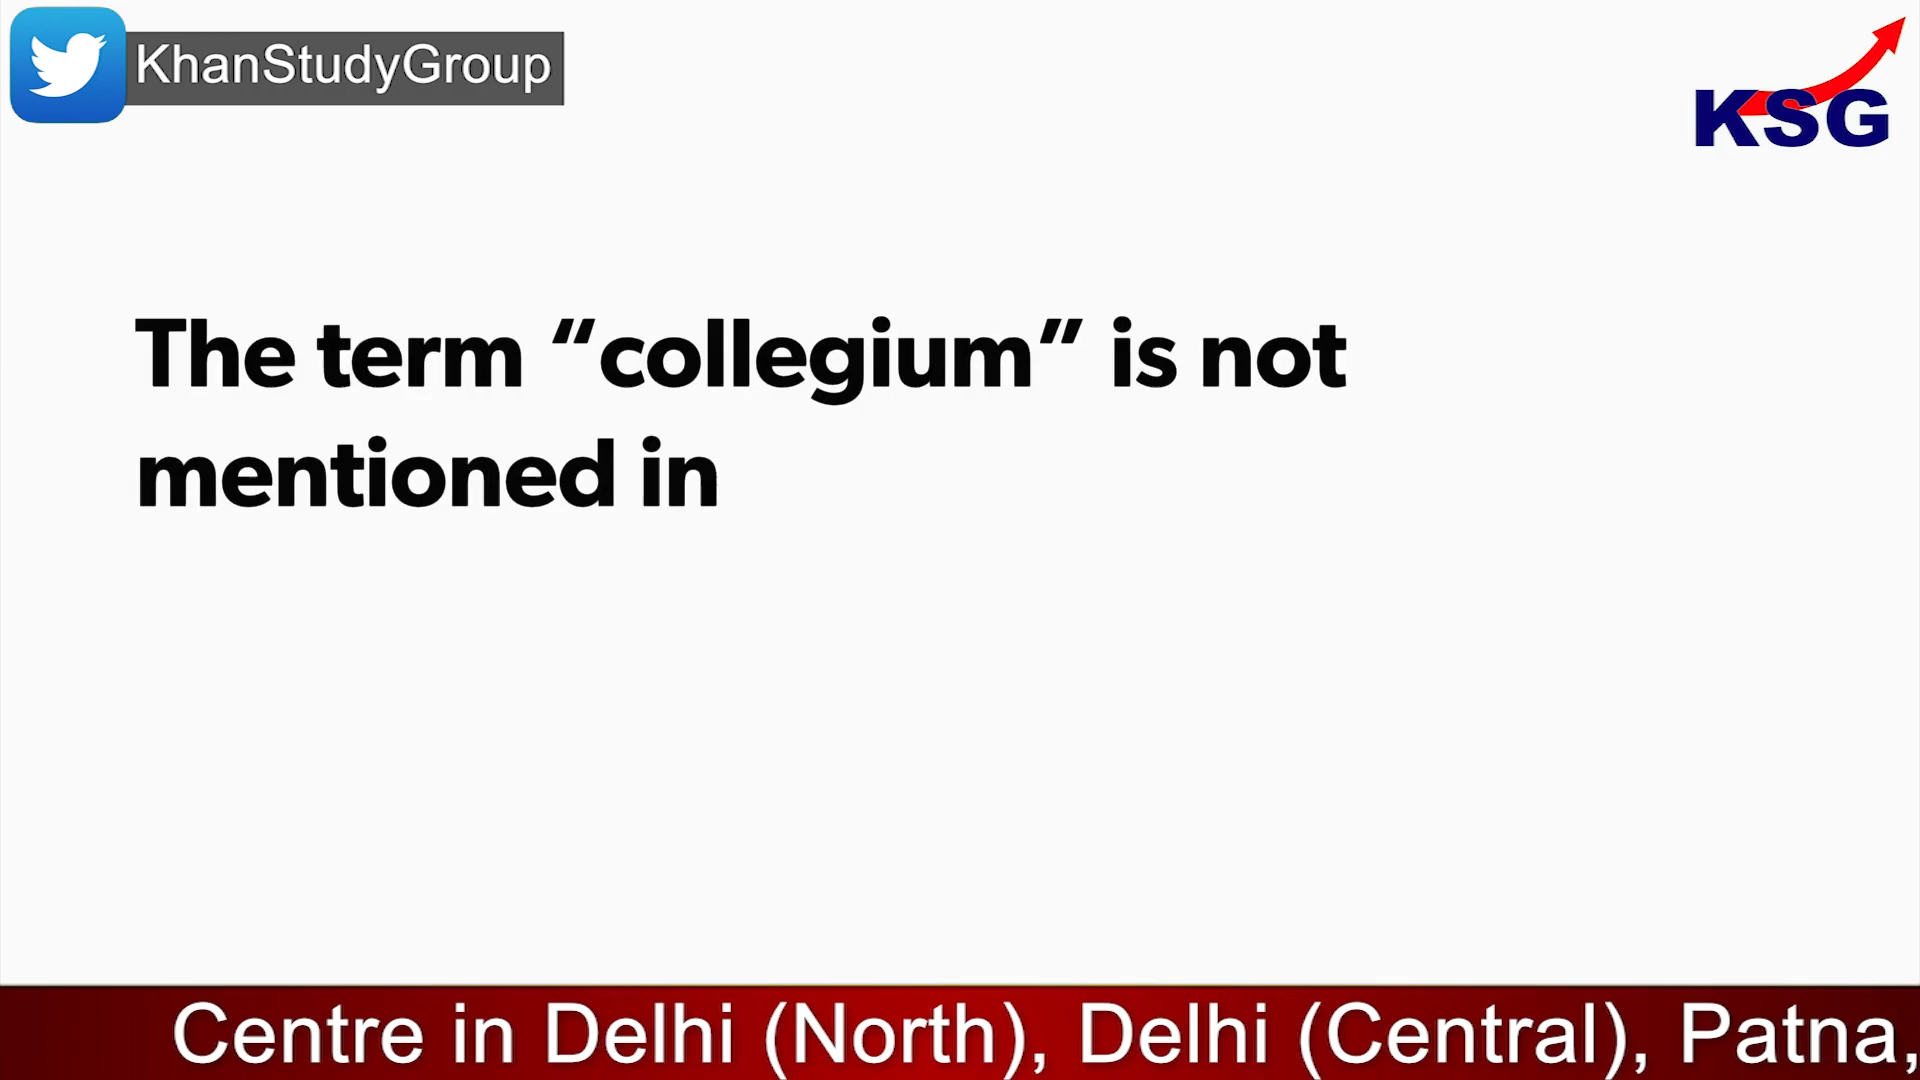 KhanStudyGroup
KSG
The term “collegium” is not
mentioned in
Centre in Delhi (North), Delhi (Central), Patna,